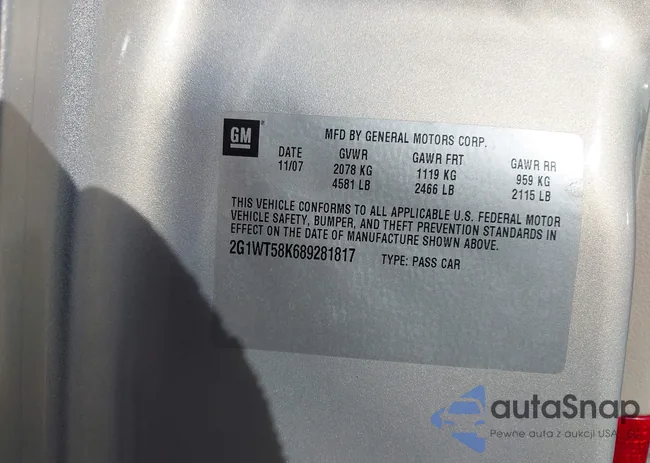 GM
MFD BY GENERAL MOTORS CORP.
DATE GVWR GAWR FRT GAWR RR
11/07 2078 KG 1119 KG 959 KG
4581 LB 2466 LB 2115 LB
THIS VEHICLE CONFORMS TO ALL APPLICABLE U.S. FEDERAL MOTOR
VEHICLE SAFETY, BUMPER, AND THEFT PREVENTION STANDARDS IN
EFFECT ON THE DATE OF MANUFACTURE SHOWN ABOVE.
2G1WT58K689281817 TYPE: PASS CAR
autaSnap
Pewne auta z aukcji USA